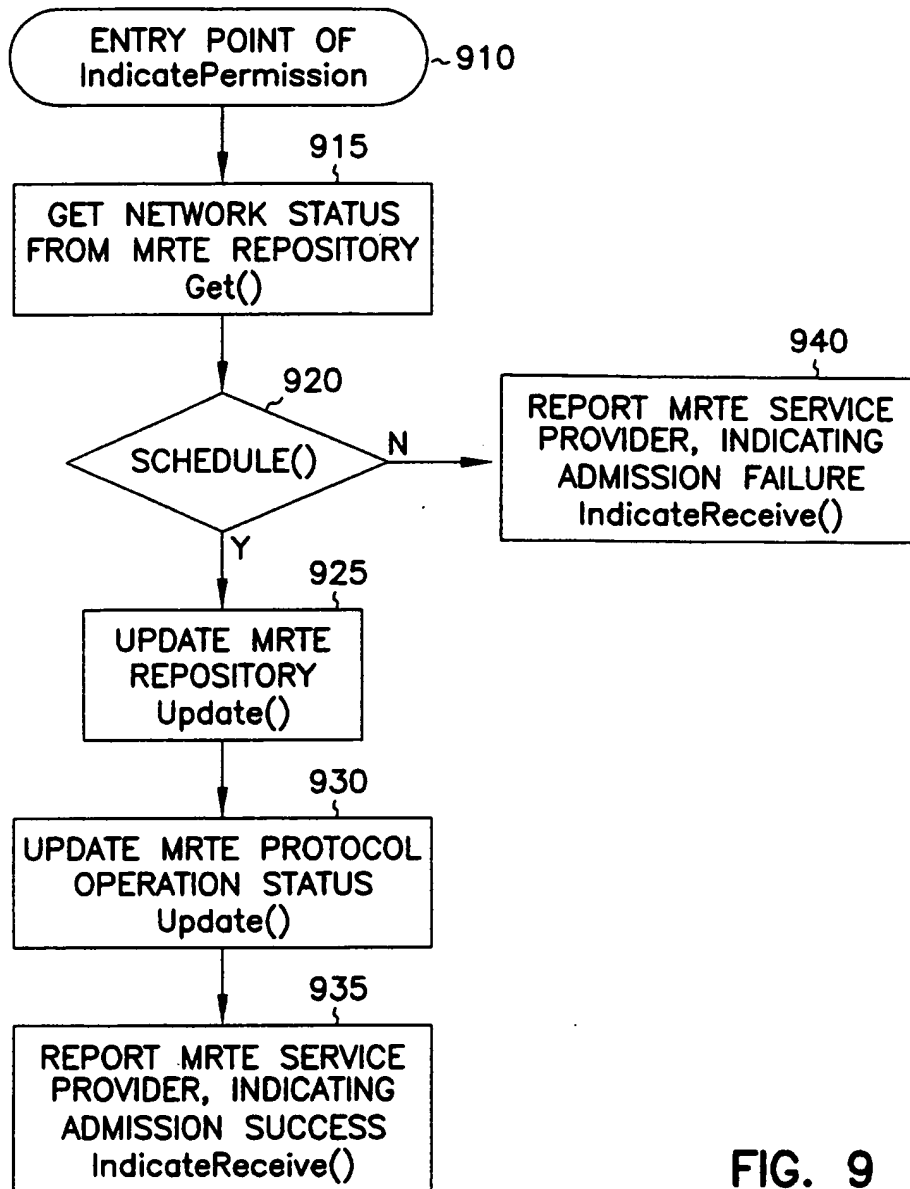 ENTRY POINT OF
IndicatePermission
~910
915
GET NETWORK STATUS
FROM MRTE REPOSITORY
Get()
920
SCHEDULE()
N
Y
940
REPORT MRTE SERVICE
PROVIDER, INDICATING
ADMISSION FAILURE
IndicateReceive()
925
UPDATE MRTE
REPOSITORY
Update()
930
UPDATE MRTE PROTOCOL
OPERATION STATUS
Update()
935
REPORT MRTE SERVICE
PROVIDER, INDICATING
ADMISSION SUCCESS
IndicateReceive()
FIG. 9